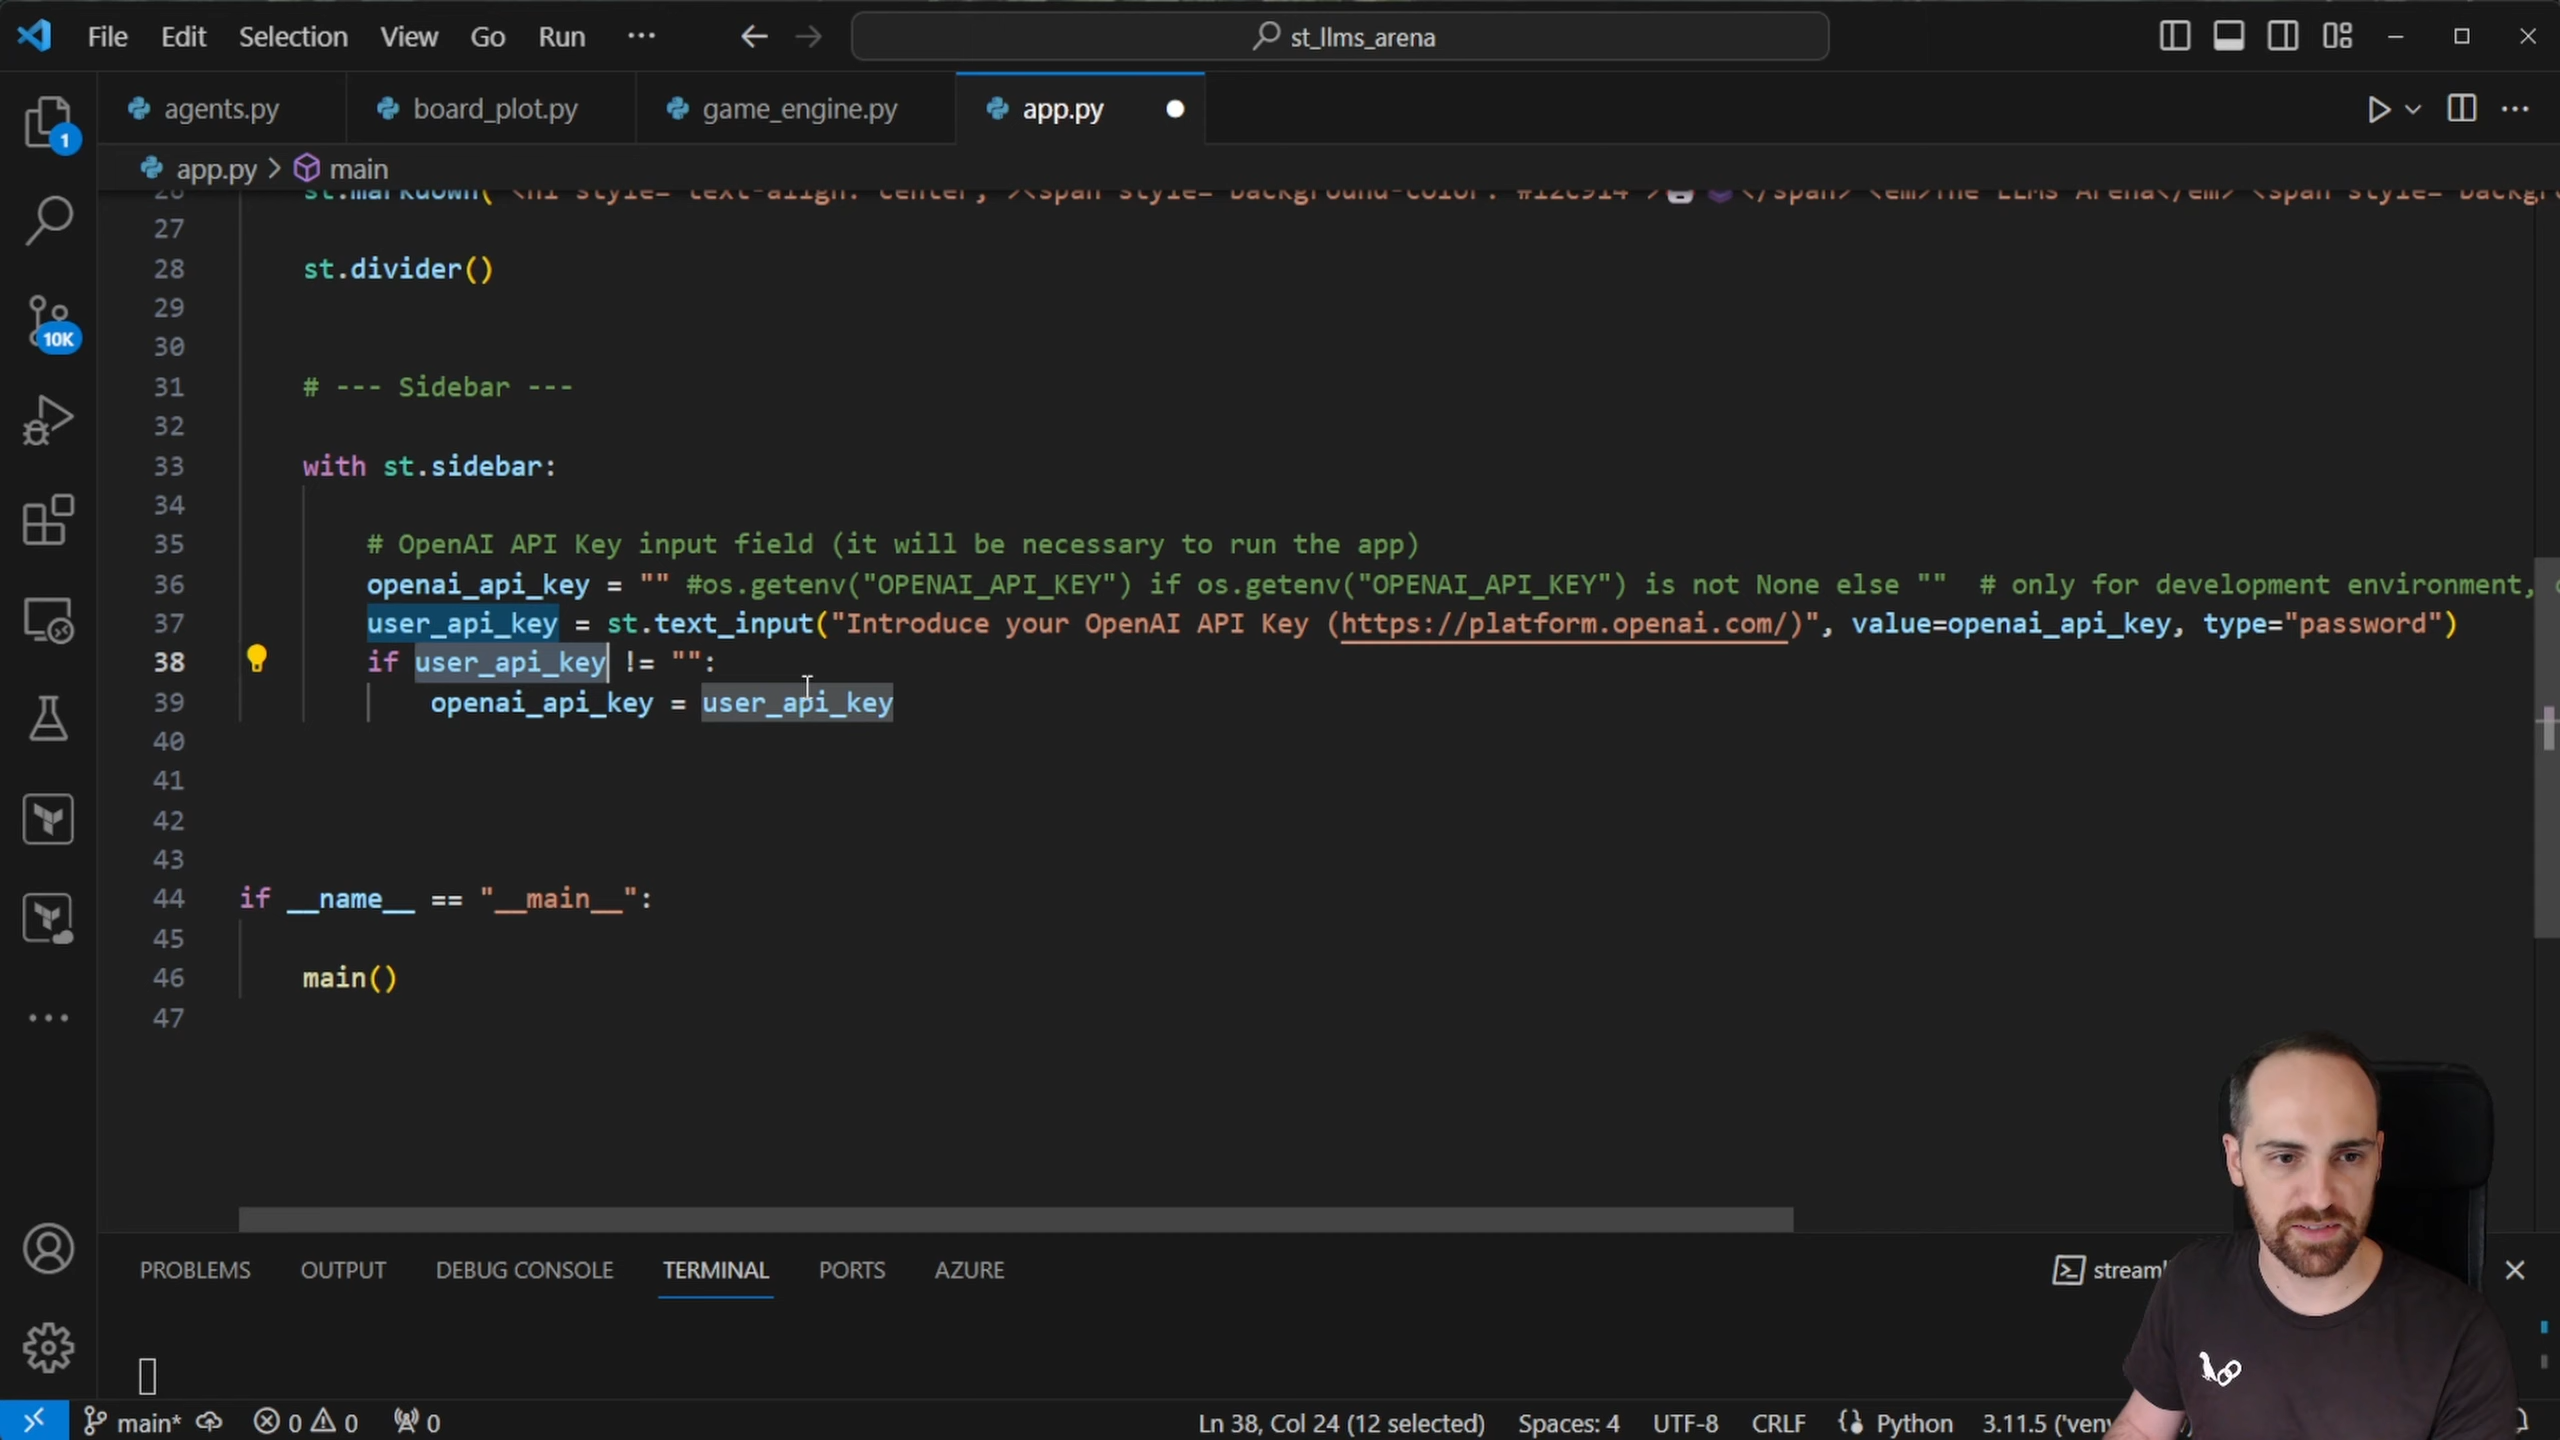 File Edit Selection View Go Run ··· st_llms_arena
agents.py board_plot.py game_engine.py app.py
app.py > main
27
28 st.divider()
29
30
31 # --- Sidebar ---
32
33 with st.sidebar:
34
35 # OpenAI API Key input field (it will be necessary to run the app)
36 openai_api_key = "" #os.getenv("OPENAI_API_KEY") if os.getenv("OPENAI_API_KEY") is not None else "" # only for development environment,
37 user_api_key = st.text_input("Introduce your OpenAI API Key (https://platform.openai.com/)", value=openai_api_key, type="password")
38 if user_api_key != "":
39 openai_api_key = user_api_key
40
41
42
43
44 if __name__ == "__main__":
45
46 main()
47
1
10K
PROBLEMS OUTPUT DEBUG CONSOLE TERMINAL PORTS AZURE
main* 0 0 0 Ln 38, Col 24 (12 selected) Spaces: 4 UTF-8 CRLF Python 3.11.5 ('venv